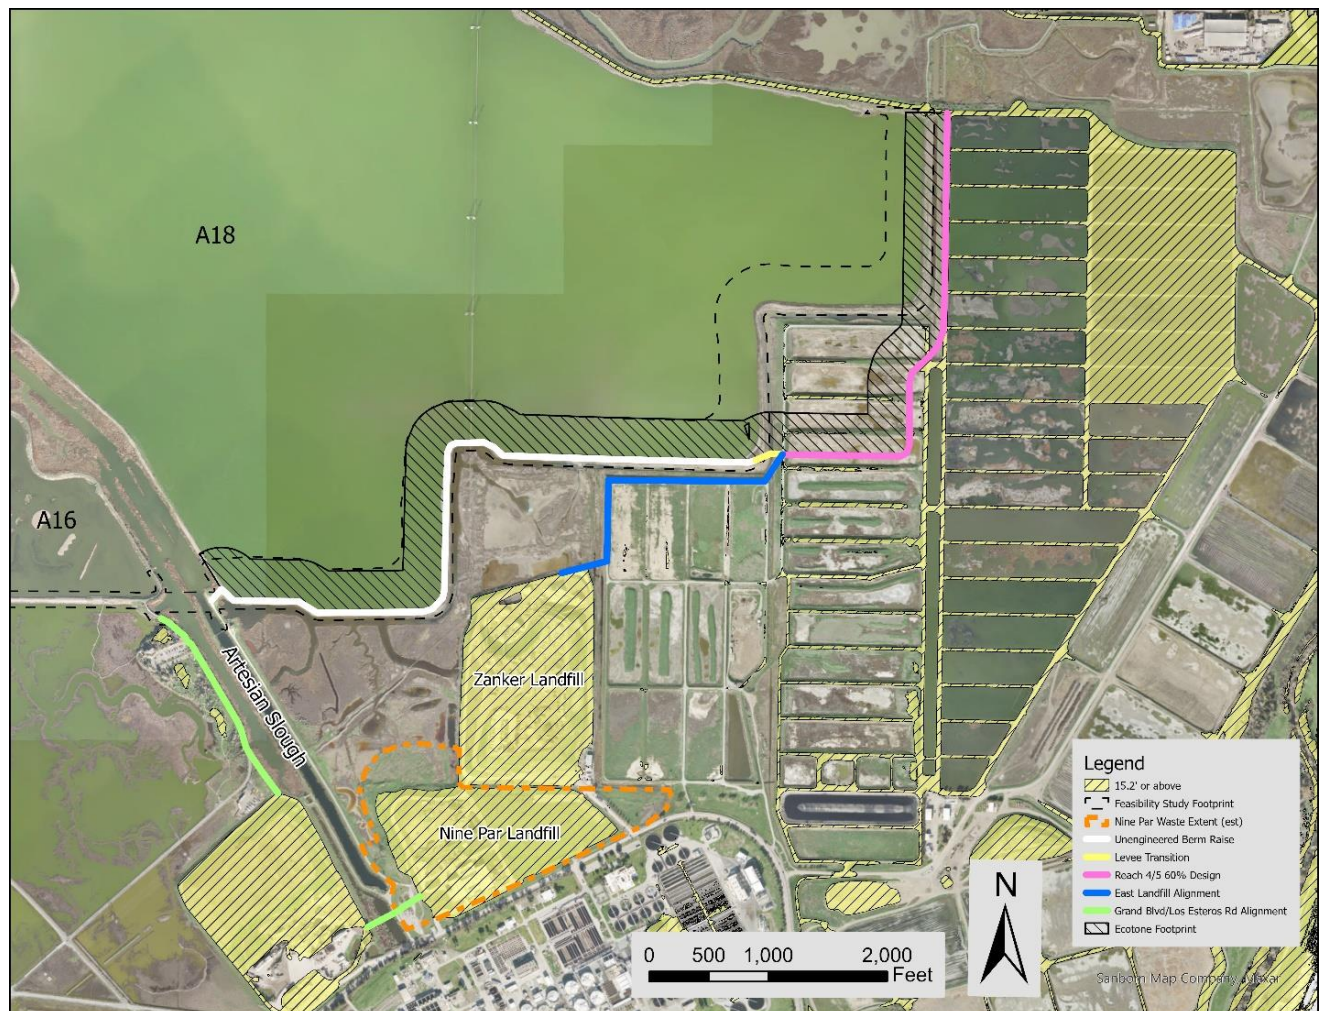 A18
A16
Artesian Slough
Zanker Landfill
Nine Par Landfill
Legend
15.2' or above
Feasibility Study Footprint
Nine Par Waste Extent (est)
Unengineered Berm Raise
Levee Transition
Reach 4/5 60% Design
East Landfill Alignment
Grand Blvd/Los Esteros Rd Alignment
Ecotone Footprint
N
0 500 1,000 2,000
Feet
Sanborn Map Company, Maxar